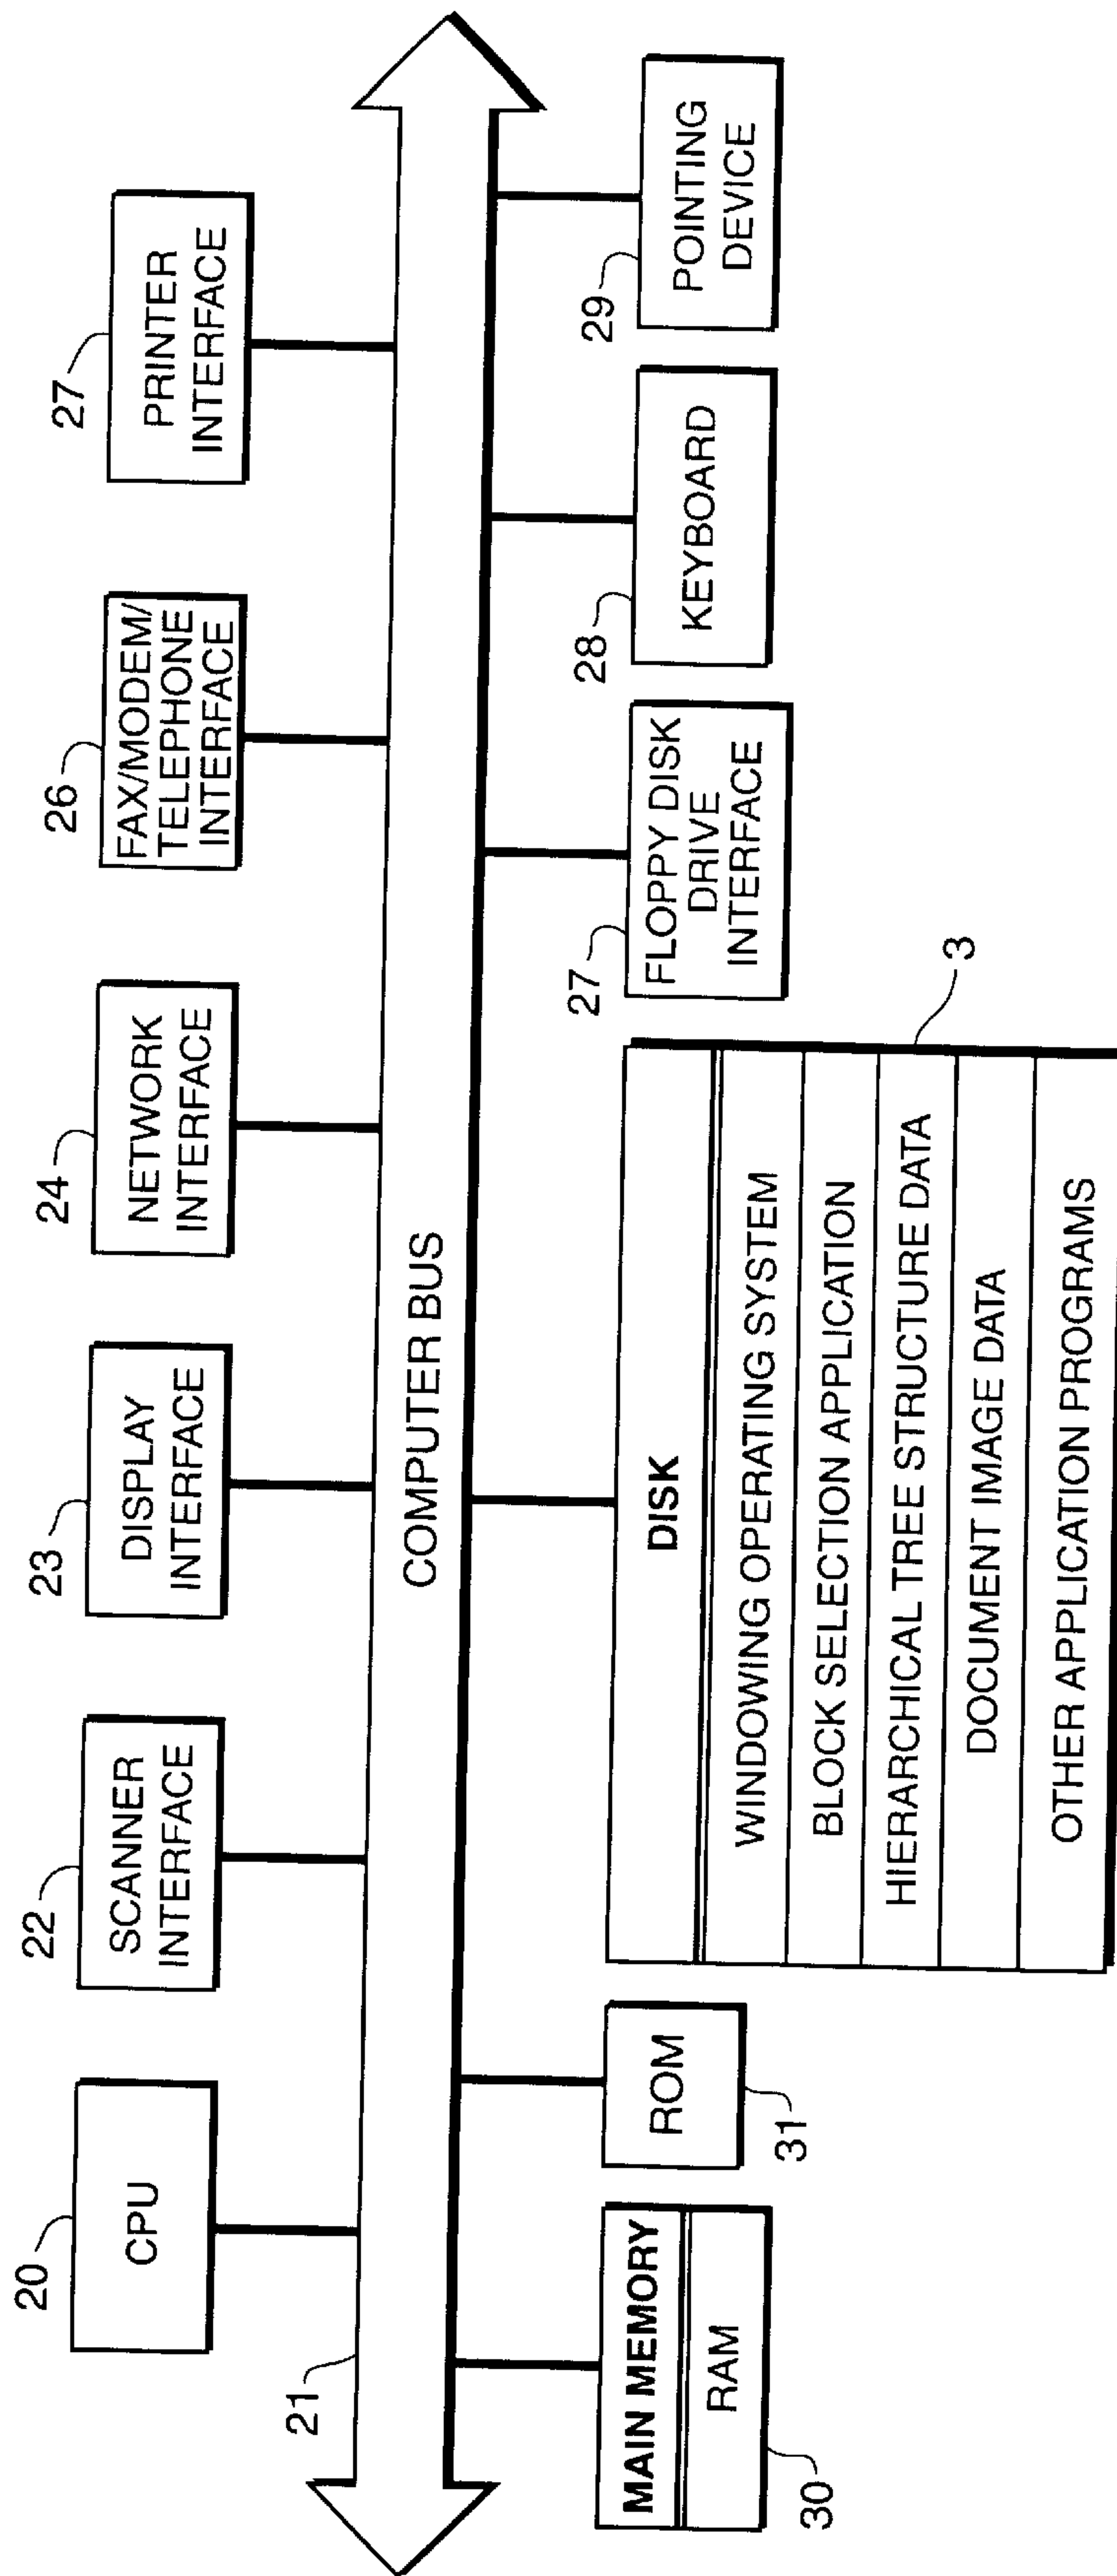 20
CPU
22
SCANNER
INTERFACE
23
DISPLAY
INTERFACE
24
NETWORK
INTERFACE
26
FAX/MODEM/
TELEPHONE
INTERFACE
27
PRINTER
INTERFACE
21
COMPUTER BUS
MAIN MEMORY
RAM
30
ROM
31
DISK
WINDOWING OPERATING SYSTEM
BLOCK SELECTION APPLICATION
HIERARCHICAL TREE STRUCTURE DATA
DOCUMENT IMAGE DATA
OTHER APPLICATION PROGRAMS
3
27
FLOPPY DISK
DRIVE
INTERFACE
28
KEYBOARD
29
POINTING
DEVICE